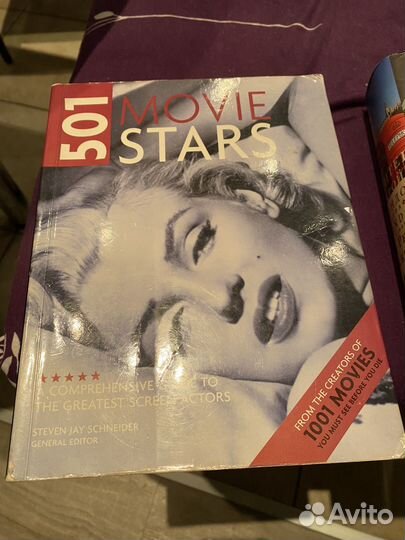 501
MOVIE
STARS
A COMPREHENSIVE GUIDE TO
THE GREATEST SCREEN ACTORS
STEVEN JAY SCHNEIDER
GENERAL EDITOR
FROM THE CREATORS OF
1001 MOVIES
YOU MUST SEE BEFORE YOU DIE
Avito